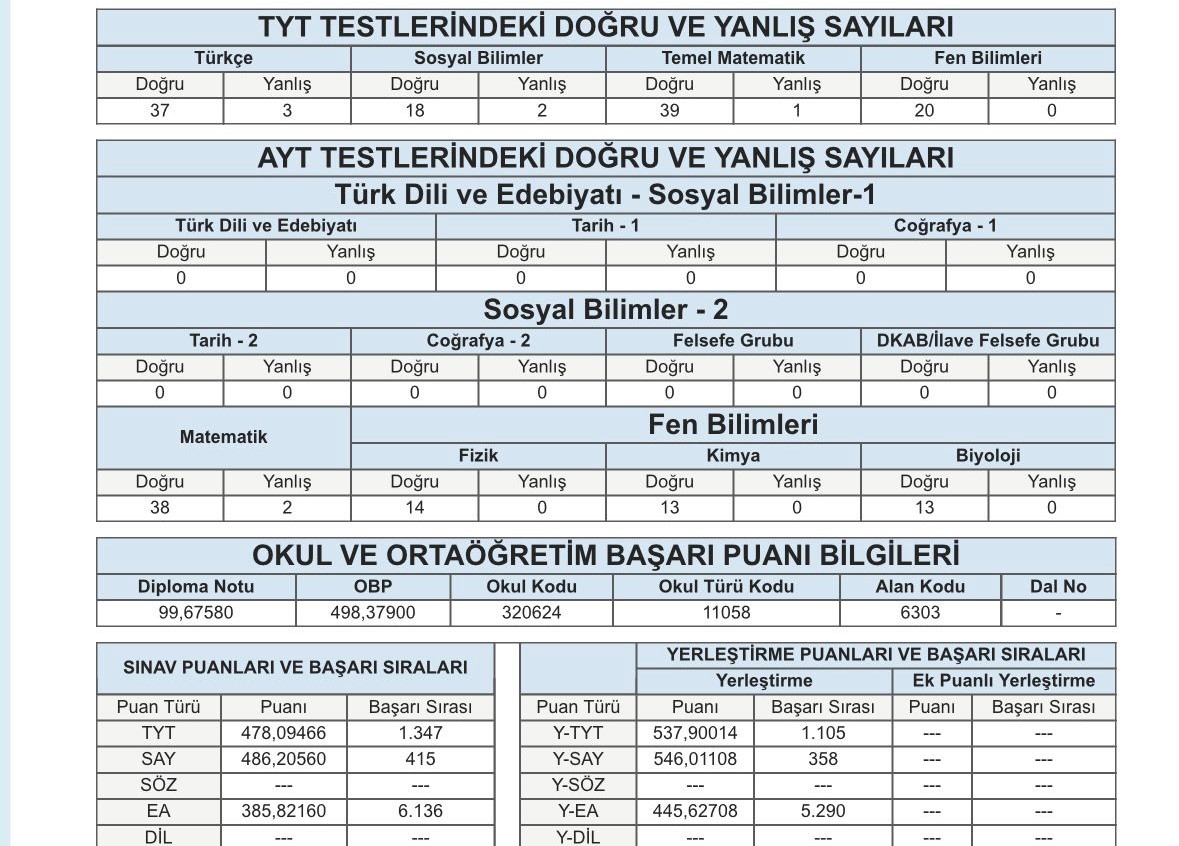 TYT TESTLERİNDEKİ DOĞRU VE YANLIŞ SAYILARI
Türkçe Sosyal Bilimler Temel Matematik Fen Bilimleri
Doğru Yanlış Doğru Yanlış Doğru Yanlış Doğru Yanlış
37 3 18 2 39 1 20 0
AYT TESTLERİNDEKİ DOĞRU VE YANLIŞ SAYILARI
Türk Dili ve Edebiyatı - Sosyal Bilimler-1
Türk Dili ve Edebiyatı Tarih - 1 Coğrafya - 1
Doğru Yanlış Doğru Yanlış Doğru Yanlış
0 0 0 0 0 0
Sosyal Bilimler - 2
Tarih - 2 Coğrafya - 2 Felsefe Grubu DKAB/İlave Felsefe Grubu
Doğru Yanlış Doğru Yanlış Doğru Yanlış Doğru Yanlış
0 0 0 0 0 0 0 0
Matematik Fen Bilimleri
Fizik Kimya Biyoloji
Doğru Yanlış Doğru Yanlış Doğru Yanlış Doğru Yanlış
38 2 14 0 13 0 13 0
OKUL VE ORTAÖĞRETİM BAŞARI PUANI BİLGİLERİ
Diploma Notu OBP Okul Kodu Okul Türü Kodu Alan Kodu Dal No
99,67580 498,37900 320624 11058 6303 -
SINAV PUANLARI VE BAŞARI SIRALARI
Puan Türü Puanı Başarı Sırası
TYT 478,09466 1.347
SAY 486,20560 415
SÖZ --- ---
EA 385,82160 6.136
DİL --- ---
YERLEŞTİRME PUANLARI VE BAŞARI SIRALARI
Yerleştirme Ek Puanlı Yerleştirme
Puan Türü Puanı Başarı Sırası Puanı Başarı Sırası
Y-TYT 537,90014 1.105 --- ---
Y-SAY 546,01108 358 --- ---
Y-SÖZ --- --- --- ---
Y-EA 445,62708 5.290 --- ---
Y-DİL --- --- --- ---